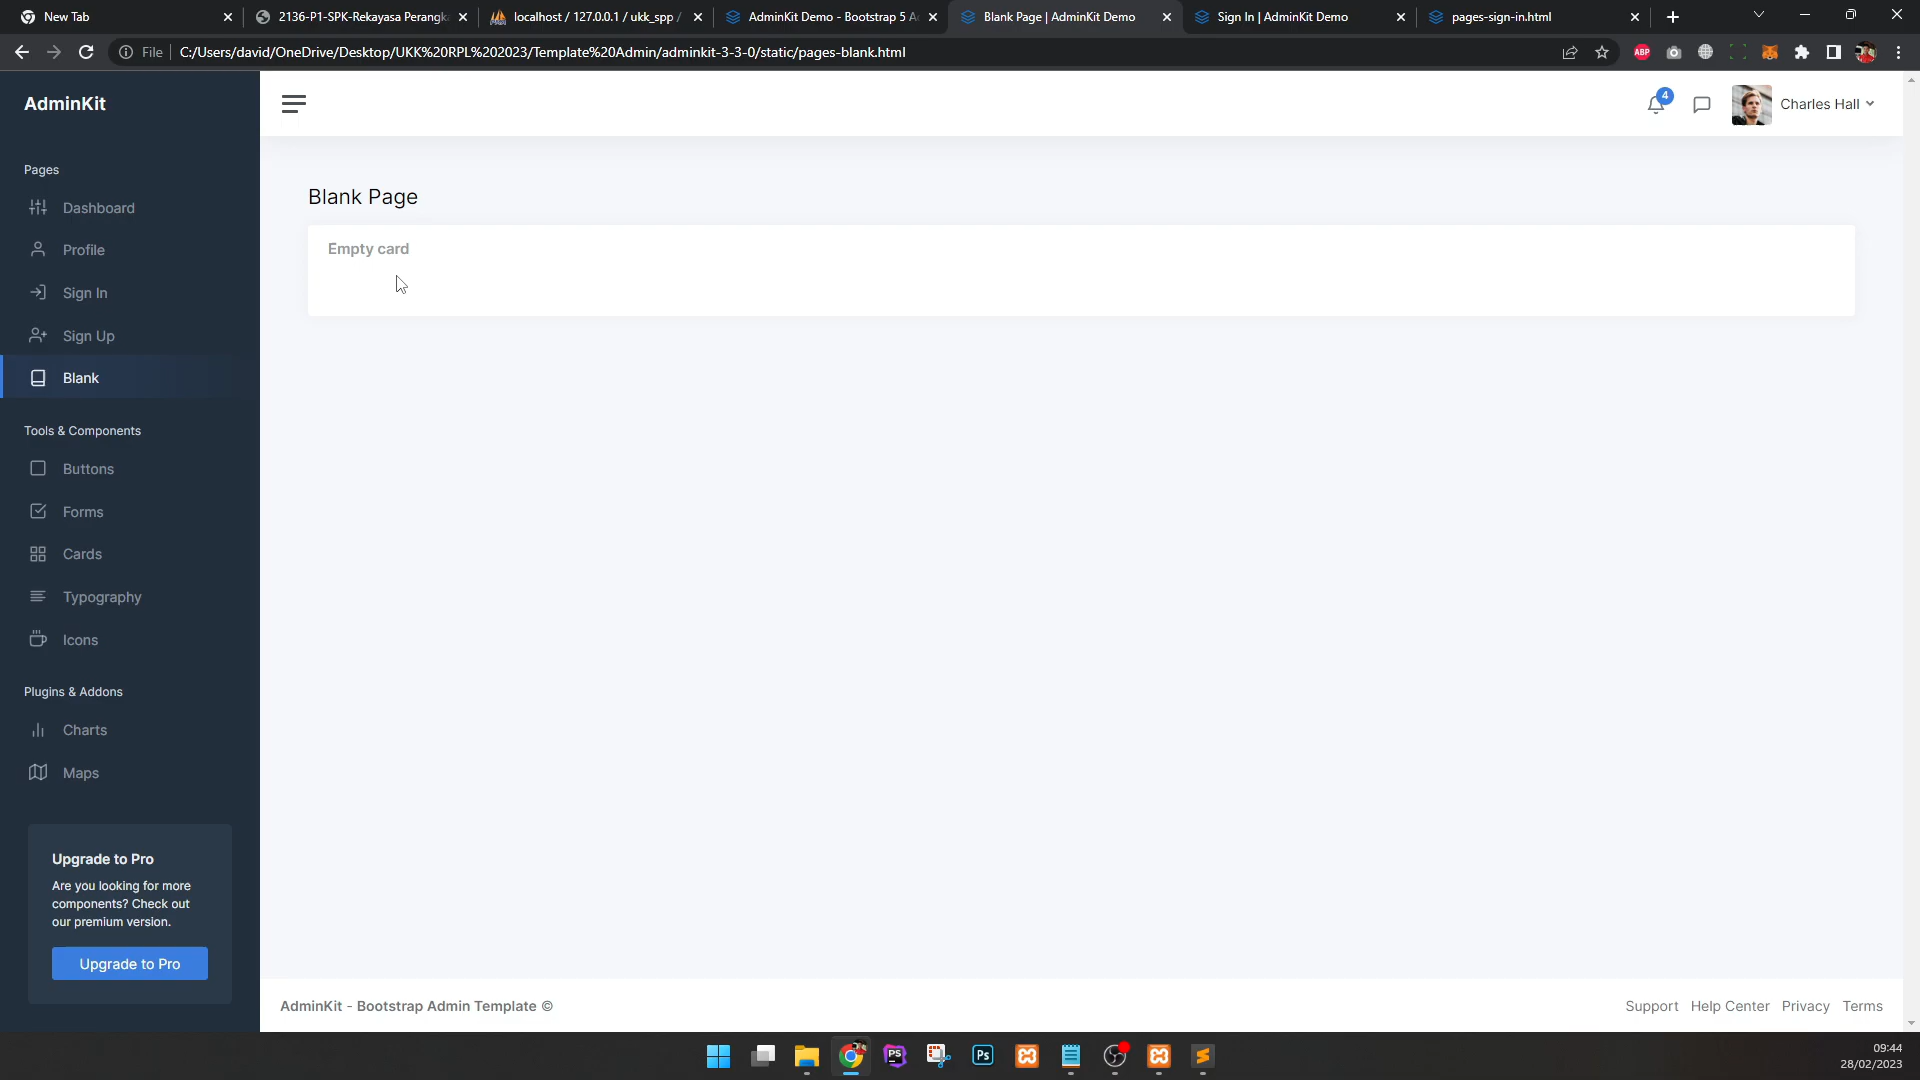 New Tab
2136-P1-SPK-Rekayasa Perangka
localhost / 127.0.0.1 / ukk_spp /
AdminKit Demo - Bootstrap 5 A
Blank Page | AdminKit Demo
Sign In | AdminKit Demo
pages-sign-in.html
File
C:/Users/david/OneDrive/Desktop/UKK%20RPL%202023/Template%20Admin/adminkit-3-3-0/static/pages-blank.html
ABP
AdminKit
4
Charles Hall
Pages
Dashboard
Profile
Sign In
Sign Up
Blank
Tools & Components
Buttons
Forms
Cards
Typography
Icons
Plugins & Addons
Charts
Maps
Upgrade to Pro
Are you looking for more
components? Check out
our premium version.
Upgrade to Pro
Blank Page
Empty card
AdminKit - Bootstrap Admin Template ©
Support Help Center Privacy Terms
PS
Ps
09:44
28/02/2023